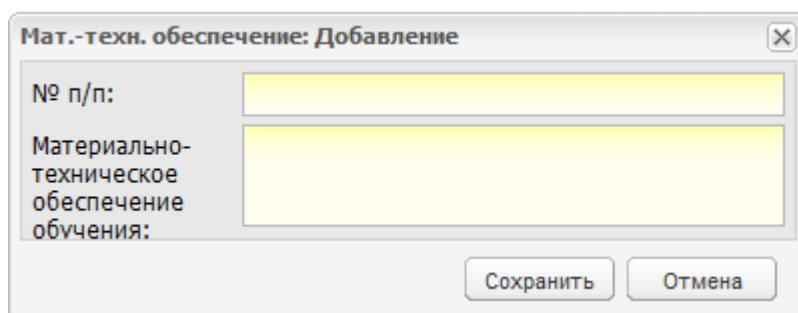 Мат.-техн. обеспечение: Добавление
№ п/п:
Материально-
техническое
обеспечение
обучения:
Сохранить Отмена